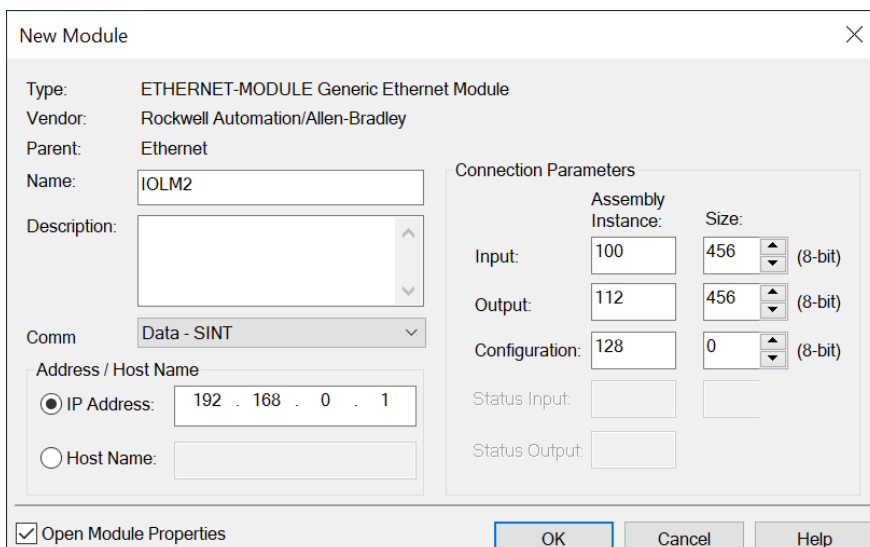 New Module
Type: ETHERNET-MODULE Generic Ethernet Module
Vendor: Rockwell Automation/Allen-Bradley
Parent: Ethernet
Name: IOLM2
Description:
Comm Data - SINT
Address / Host Name
IP Address: 192 . 168 . 0 . 1
Host Name:
Connection Parameters
Assembly
Instance: Size:
Input: 100 456 (8-bit)
Output: 112 456 (8-bit)
Configuration: 128 0 (8-bit)
Status Input:
Status Output:
Open Module Properties
OK Cancel Help